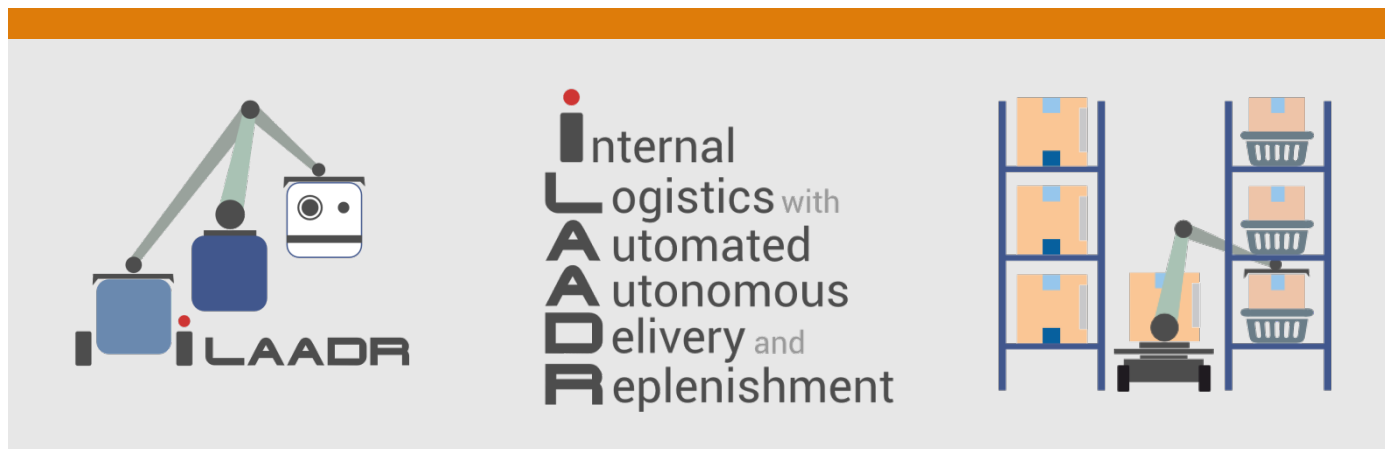 iLAADR
internal
Logistics with
Automated
Autonomous
Delivery and
Replenishment